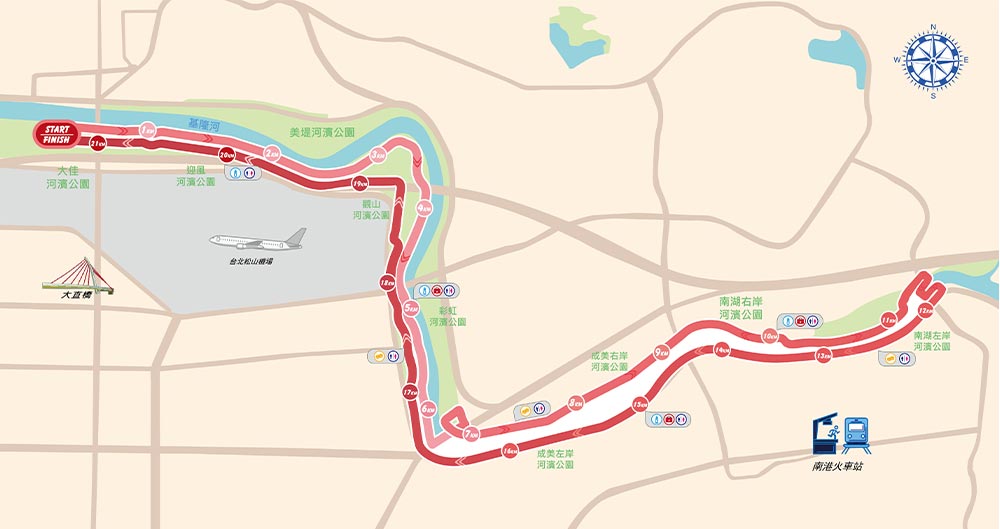 N
W
E
S
START
FINISH
1KM
基隆河
美堤河濱公園
21KM
20KM
2KM
3KM
大佳
河濱公園
迎風
河濱公園
19KM
4KM
觀山
河濱公園
台北松山機場
大直橋
18KM
5KM
彩虹
河濱公園
南湖右岸
河濱公園
11KM
12KM
10KM
南湖左岸
河濱公園
成美右岸
河濱公園
9KM
14KM
13KM
17KM
6KM
8KM
15KM
7KM
16KM
成美左岸
河濱公園
南港火車站